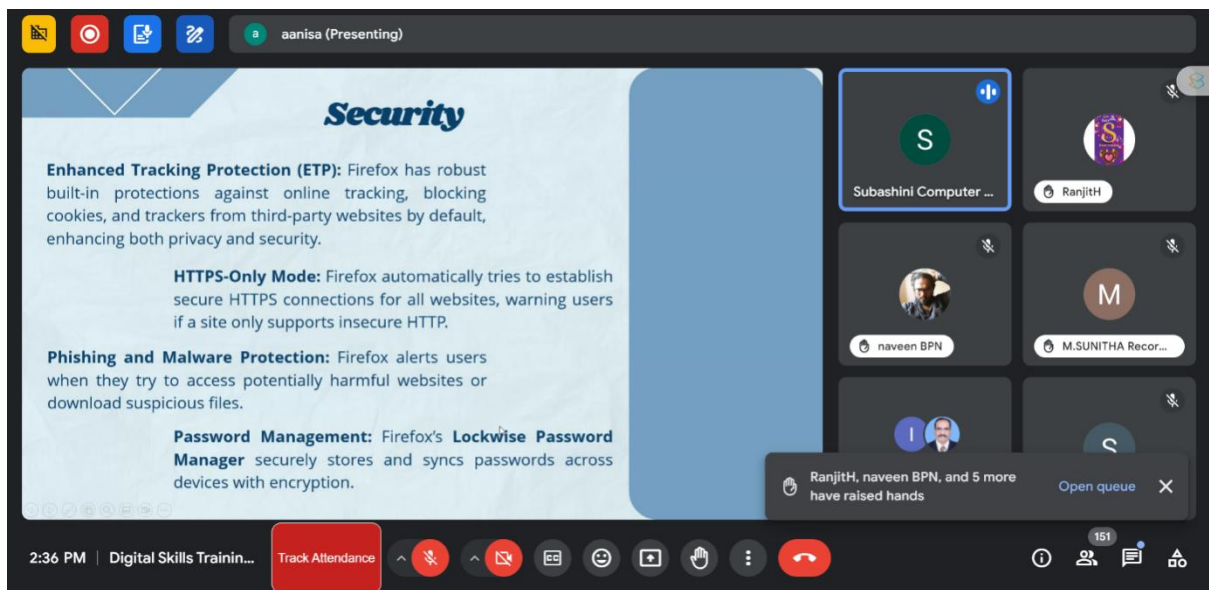 a
aanisa (Presenting)
Security
Enhanced Tracking Protection (ETP): Firefox has robust
built-in protections against online tracking, blocking
cookies, and trackers from third-party websites by default,
enhancing both privacy and security.
HTTPS-Only Mode: Firefox automatically tries to establish
secure HTTPS connections for all websites, warning users
if a site only supports insecure HTTP.
Phishing and Malware Protection: Firefox alerts users
when they try to access potentially harmful websites or
download suspicious files.
Password Management: Firefox's Lockwise Password
Manager securely stores and syncs passwords across
devices with encryption.
S
Subashini Computer ...
S
RanjitH
naveen BPN
M
M.SUNITHA Recor...
I
S
RanjitH, naveen BPN, and 5 more
have raised hands
Open queue
2:36 PM | Digital Skills Trainin...
Track Attendance
CC
151